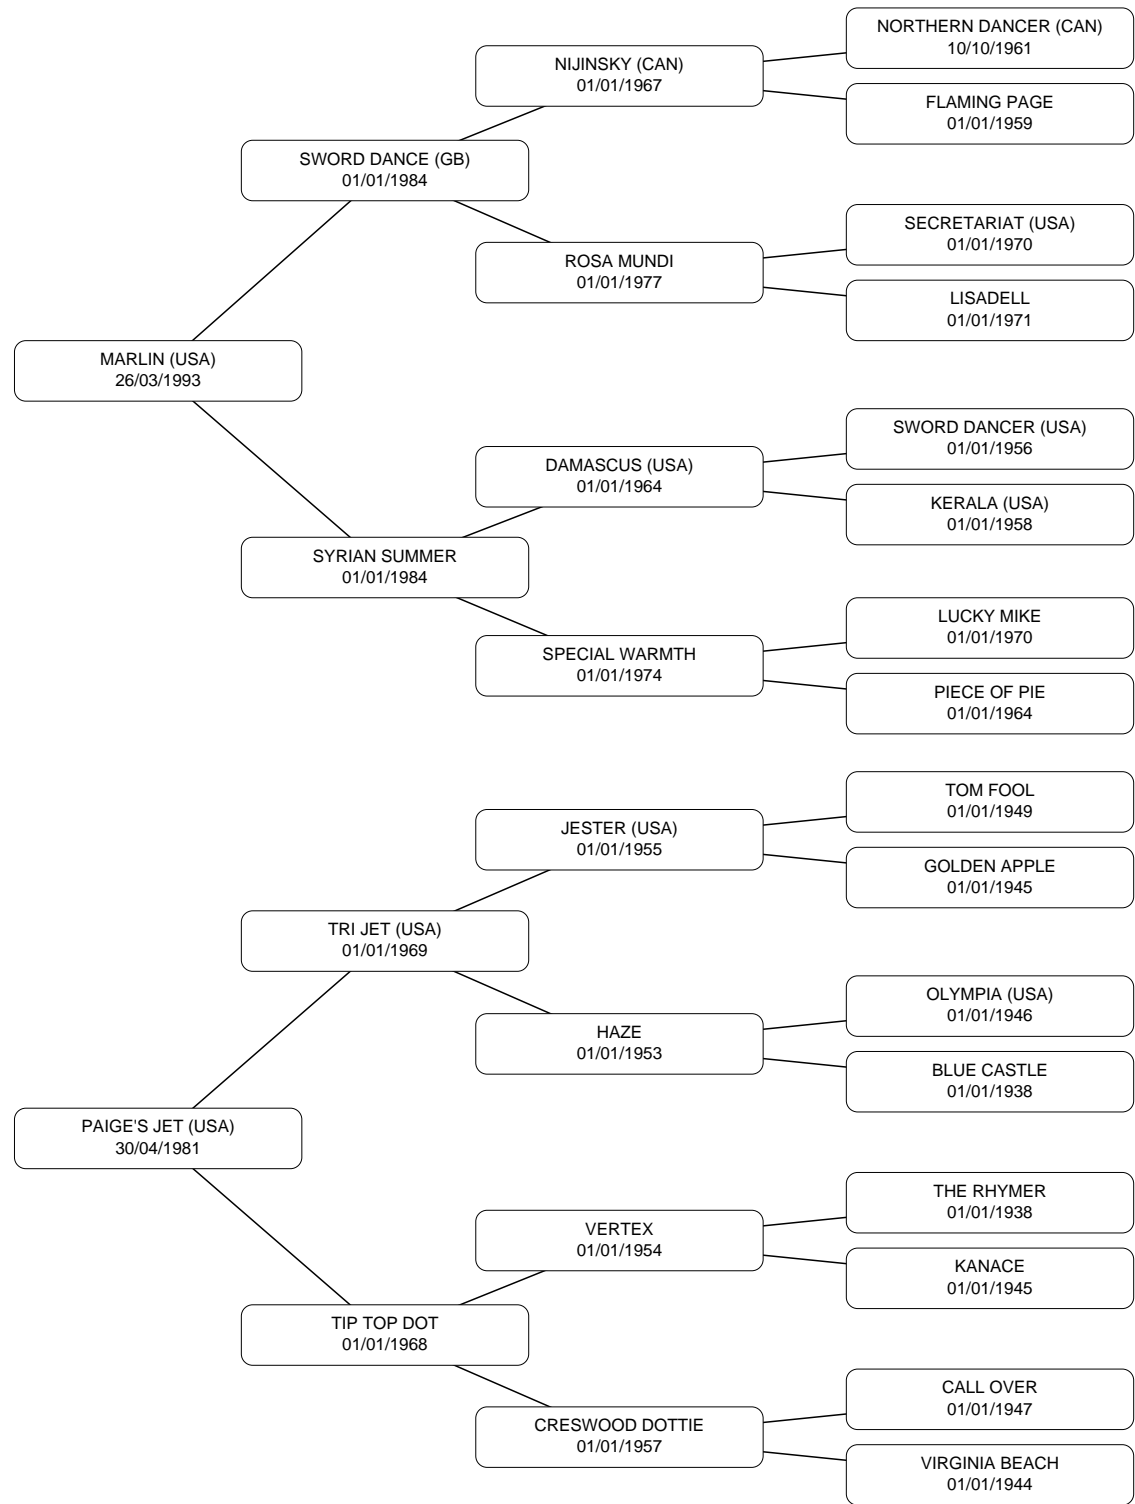 NORTHERN DANCER (CAN)
10/10/1961
NIJINSKY (CAN)
01/01/1967
FLAMING PAGE
01/01/1959
SWORD DANCE (GB)
01/01/1984
SECRETARIAT (USA)
01/01/1970
ROSA MUNDI
01/01/1977
LISADELL
01/01/1971
MARLIN (USA)
26/03/1993
SWORD DANCER (USA)
01/01/1956
DAMASCUS (USA)
01/01/1964
KERALA (USA)
01/01/1958
SYRIAN SUMMER
01/01/1984
LUCKY MIKE
01/01/1970
SPECIAL WARMTH
01/01/1974
PIECE OF PIE
01/01/1964
TOM FOOL
01/01/1949
JESTER (USA)
01/01/1955
GOLDEN APPLE
01/01/1945
TRI JET (USA)
01/01/1969
OLYMPIA (USA)
01/01/1946
HAZE
01/01/1953
BLUE CASTLE
01/01/1938
PAIGE'S JET (USA)
30/04/1981
THE RHYMER
01/01/1938
VERTEX
01/01/1954
KANACE
01/01/1945
TIP TOP DOT
01/01/1968
CALL OVER
01/01/1947
CRESWOOD DOTTIE
01/01/1957
VIRGINIA BEACH
01/01/1944